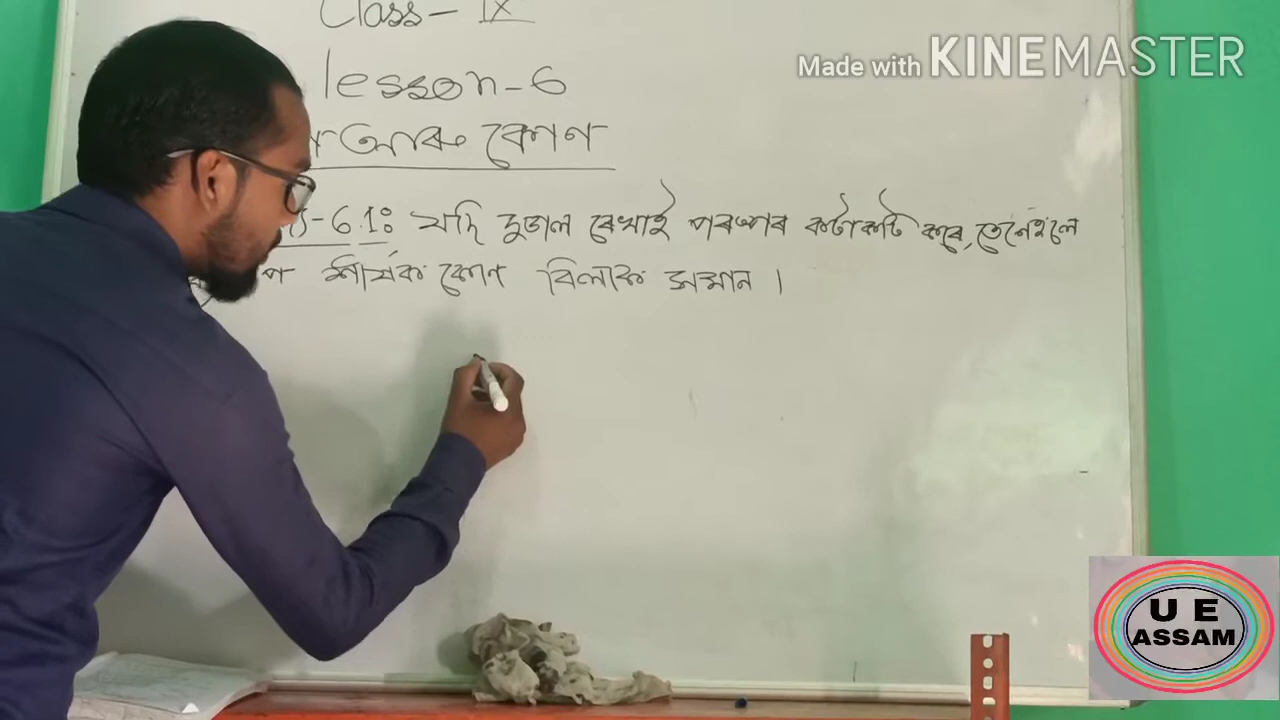 Class - IX
Made with KINEMASTER
lesson - 6
আৰু কোণ
6.1: যদি দুডাল ৰেখাই পৰস্পৰ কটাকটি কৰে, তেনেহলে
শীৰ্ষক কোণ বিলাক সমান ।
U E
ASSAM